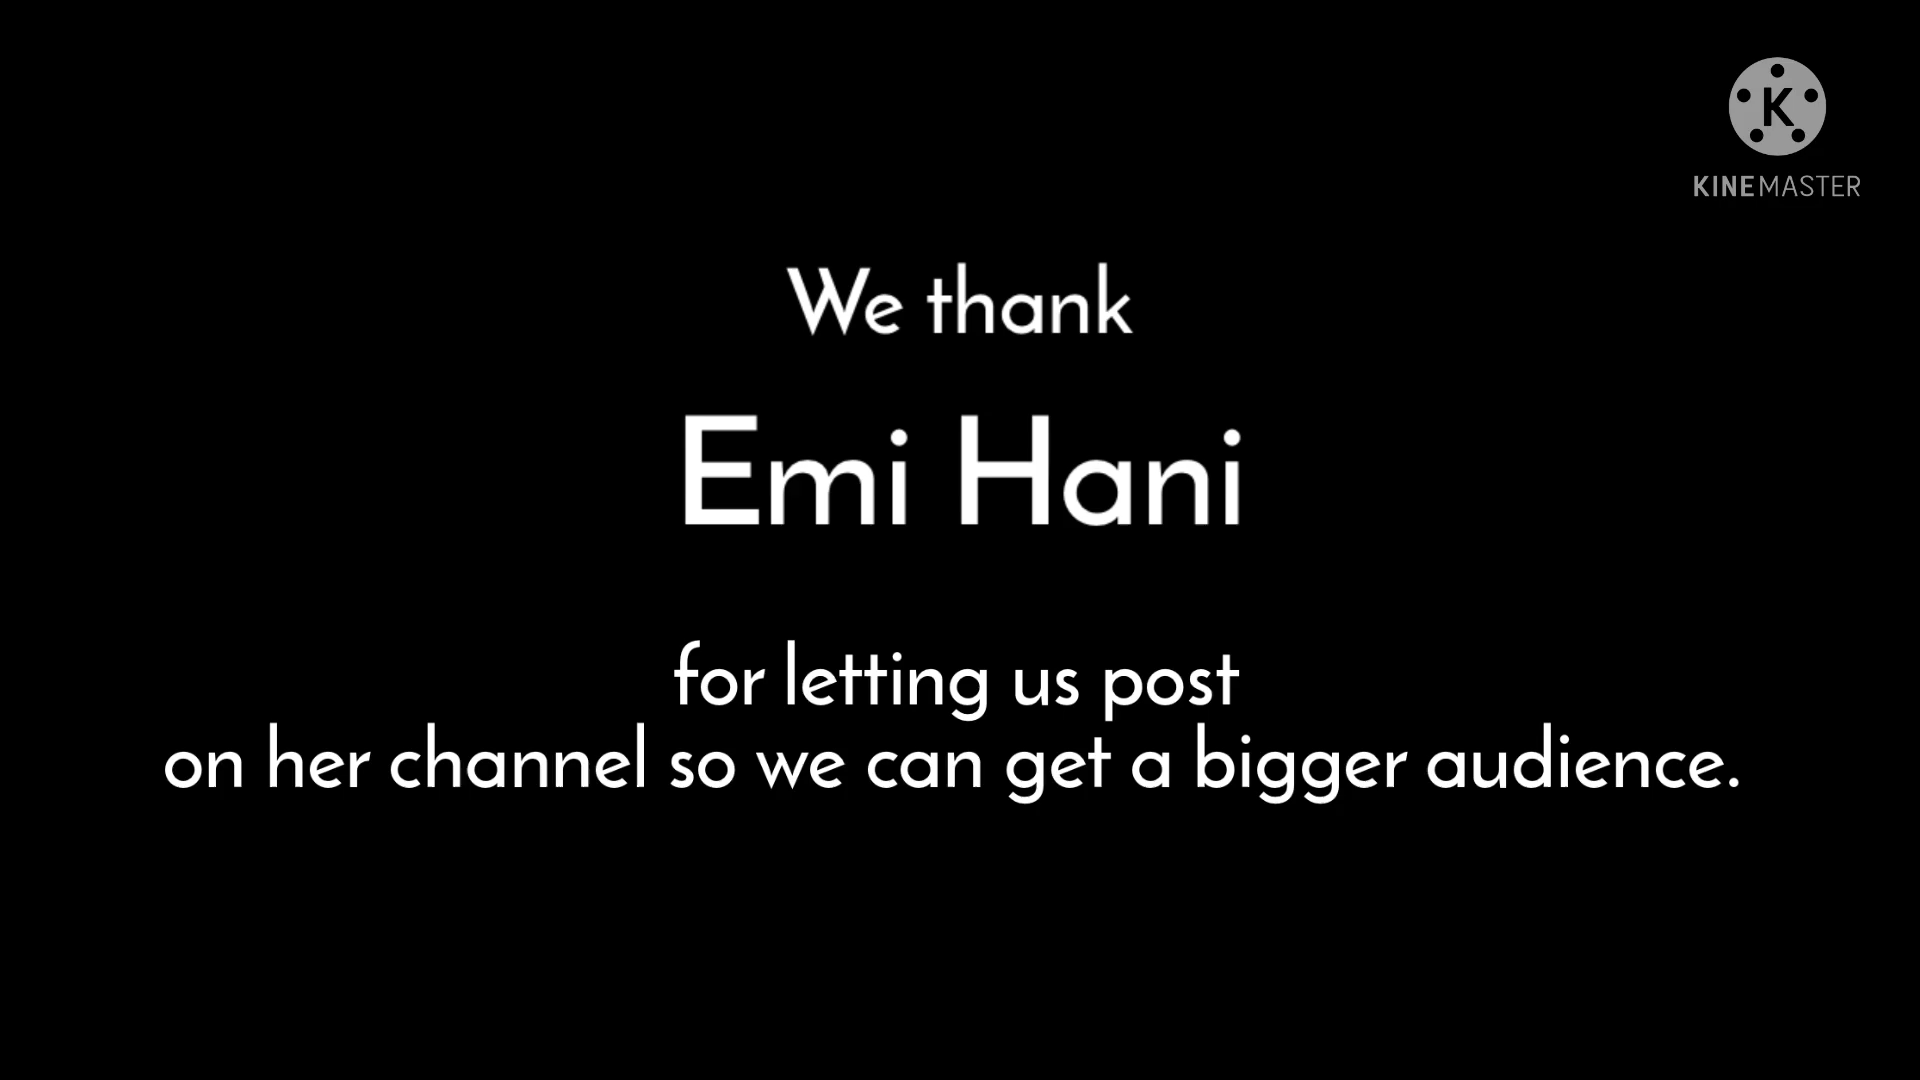 K
KINEMASTER
We thank
Emi Hani
for letting us post
on her channel so we can get a bigger audience.